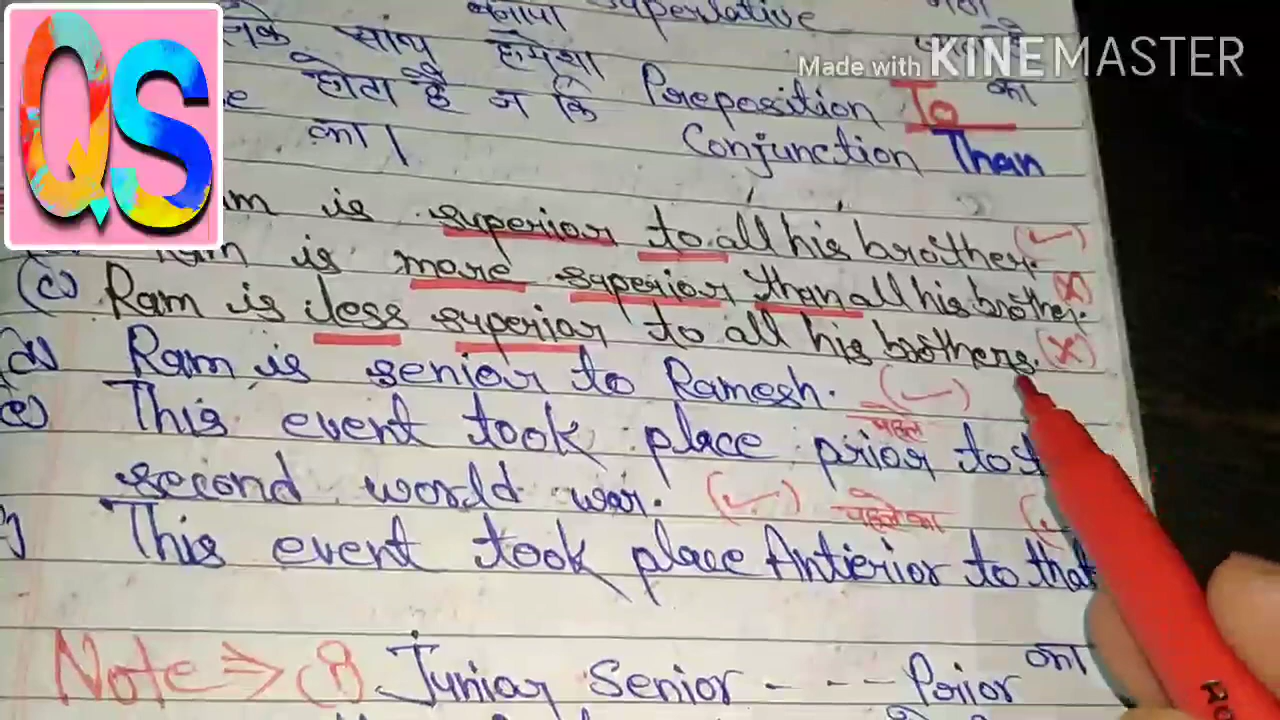 बनाया superlative
साथ हमेशा
होता है न कि Preposition To का
का। Conjunction Than
Made with KINEMASTER
QS
is superior to all his brother. (✓)
is more superior than all his brother. (x)
(c) Ram is less superior to all his brothers. (x)
(d) Ram is senior to Ramesh. (✓)
पहले
(e) This event took place prior to
second world war. (✓) पहले का
This event took place Anterior to that
Note ⇒ (1) Junior Senior - - - - Prior का